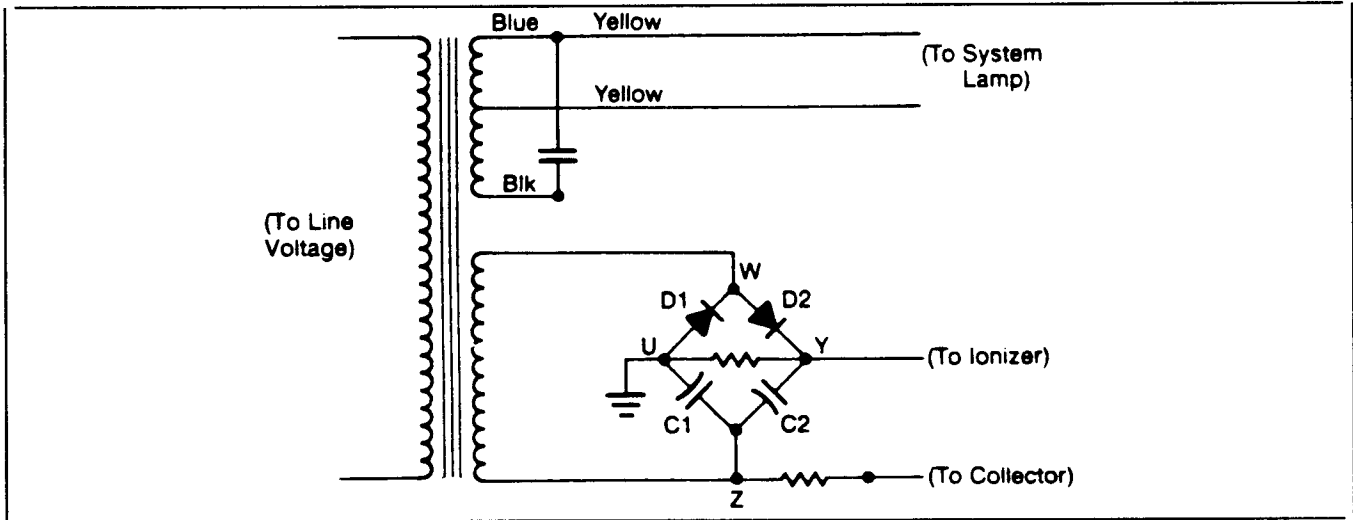 Blue
Yellow
(To System
Lamp)
Yellow
Blk
(To Line
Voltage)
W
D1
D2
U
Y
(To Ionizer)
C1
C2
(To Collector)
Z